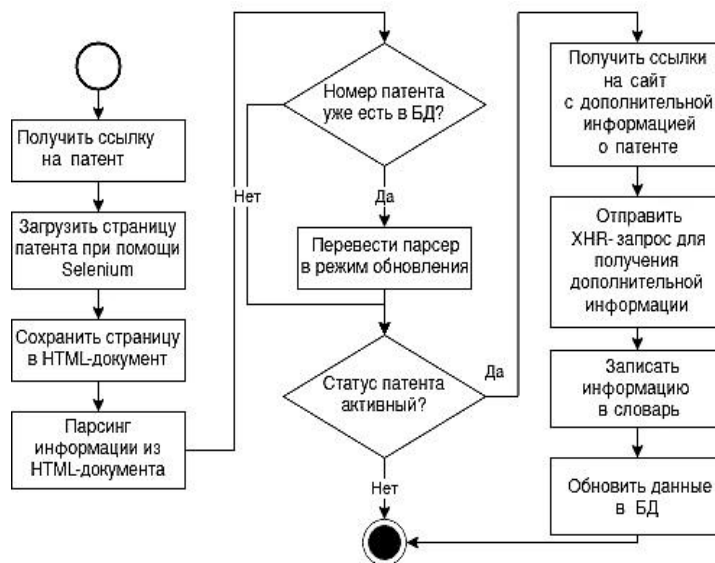 Получить ссылку
на патент
Загрузить страницу
патента при помощи
Selenium
Сохранить страницу
в HTML-документ
Парсинг
информации из
HTML-документа
Номер патента
уже есть в БД?
Нет
Да
Перевести парсер
в режим обновления
Статус патента
активный?
Да
Нет
Получить ссылки
на сайт
с дополнительной
информацией
о патенте
Отправить
XHR- запрос для
получения
дополнительной
информации
Записать
информацию
в словарь
Обновить данные
в БД